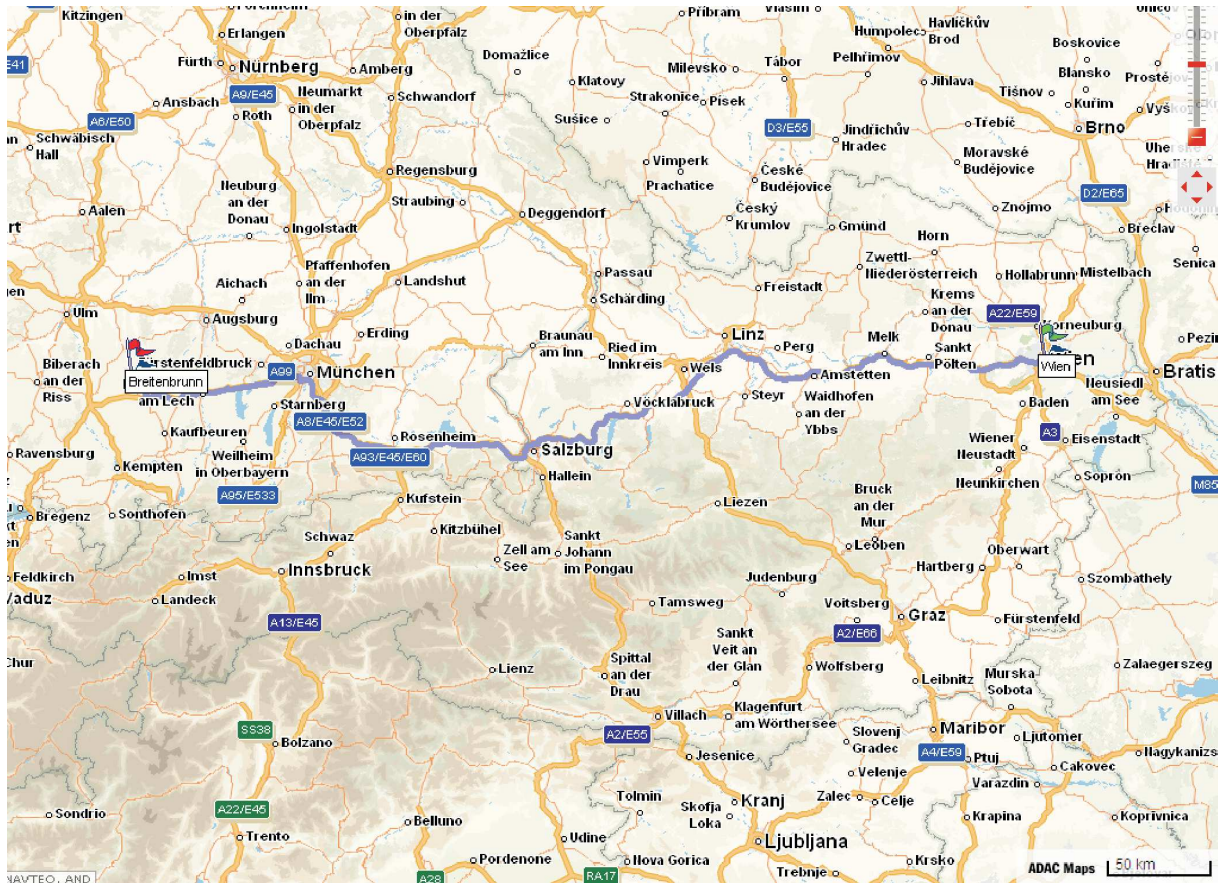 Kitzingen
Erlangen
in der
Oberpfalz
Příbram
Humpolec
Havlíčkův
Brod
Boskovice
E41
Fürth
Nürnberg
Amberg
Domažlice
Klatovy
Milevsko
Tábor
Pelhřimov
Jihlava
Blansko
Tišnov
Kuřim
A9/E45
Neumarkt
in der
Oberpfalz
Schwandorf
Strakonice
Písek
Ansbach
Roth
A6/E50
Schwäbisch
Hall
Sušice
D3/E55
Jindřichův
Hradec
Třebíč
Brno
Vimperk
Prachatice
České
Budějovice
Moravské
Budějovice
Regensburg
Neuburg
an der
Donau
Straubing
Deggendorf
Český
Krumlov
Znojmo
D2/E65
Aalen
Ingolstadt
Gmünd
Břeclav
Horn
Senica
Pfaffenhofen
an der
Ilm
Landshut
Passau
Zwettl-
Niederösterreich
Hollabrunn
Mistelbach
Aichach
Schärding
Freistadt
Krems
an der
Donau
A22/E59
Korneuburg
Ulm
Augsburg
Erding
Dachau
Braunau
am Inn
Ried im
Innkreis
Linz
Perg
Melk
Sankt
Pölten
Wien
Biberach
an der
Riss
Breitenbrunn
am Lech
A99
München
Wels
Amstetten
Neusiedl
am See
Starnberg
A8/E45/E52
Vöcklabruck
Steyr
Waidhofen
an der
Ybbs
Baden
A3
Eisenstadt
Kaufbeuren
Weilheim
in Oberbayern
Rosenheim
A93/E45/E60
Salzburg
Wiener
Neustadt
Ravensburg
Kempten
A95/E533
Hallein
Neunkirchen
Sopron
M85
Bregenz
Sonthofen
Kufstein
Liezen
Bruck
an der
Mur
Kitzbühel
Schwaz
Zell am
See
Sankt
Johann
im Pongau
Leoben
Oberwart
Feldkirch
Vaduz
Imst
Innsbruck
Landeck
Judenburg
Hartberg
Szombathely
Tamsweg
Voitsberg
Graz
Fürstenfeld
A13/E45
A2/E66
Chur
Lienz
Sankt
Veit an
der Glan
Spittal
an der
Drau
Wolfsberg
Leibnitz
Murska-
Sobota
Zalaegerszeg
Villach
Klagenfurt
am Wörthersee
SS38
A2/E55
Maribor
Bolzano
Jesenice
Slovenj
Gradec
A4/E59
Ptuj
Ljutomer
Velenje
Cakovec
A22/E45
Sondrio
Tolmin
Skofja
Loka
Kranj
Zalec
Celje
Varazdin
Trento
Belluno
Udine
Ljubljana
Krapina
Koprivnica
Pordenone
Nova Gorica
Krsko
A28
RA17
Trebnje
ADAC Maps
50 km